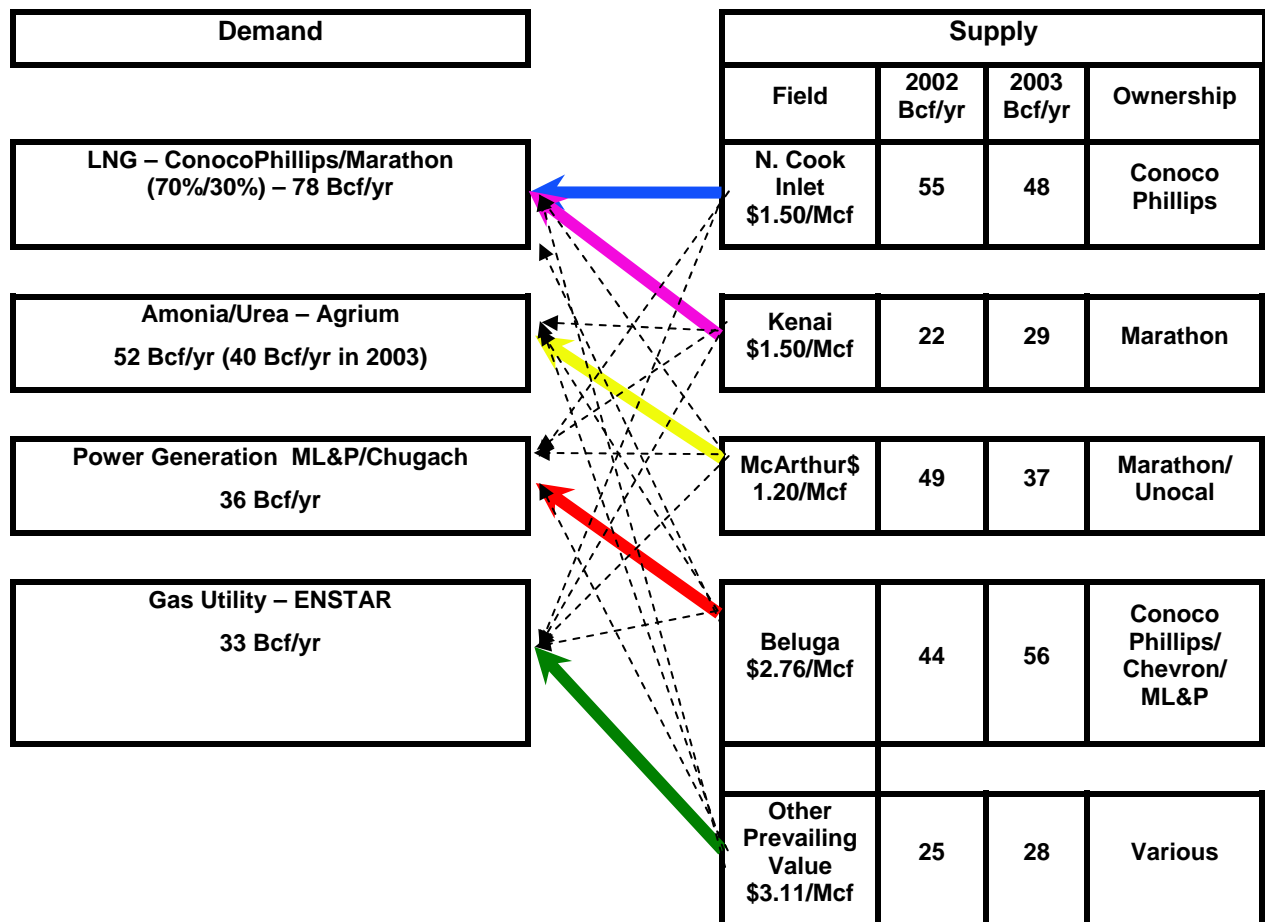 Demand
LNG – ConocoPhillips/Marathon
(70%/30%) – 78 Bcf/yr
Amonia/Urea – Agrium
52 Bcf/yr (40 Bcf/yr in 2003)
Power Generation  ML&P/Chugach
36 Bcf/yr
Gas Utility – ENSTAR
33 Bcf/yr
Supply
Field
2002
Bcf/yr
2003
Bcf/yr
Ownership
N. Cook
Inlet
$1.50/Mcf
55
48
Conoco
Phillips
Kenai
$1.50/Mcf
22
29
Marathon
McArthur$
1.20/Mcf
49
37
Marathon/
Unocal
Beluga
$2.76/Mcf
44
56
Conoco
Phillips/
Chevron/
ML&P
Other
Prevailing
Value
$3.11/Mcf
25
28
Various